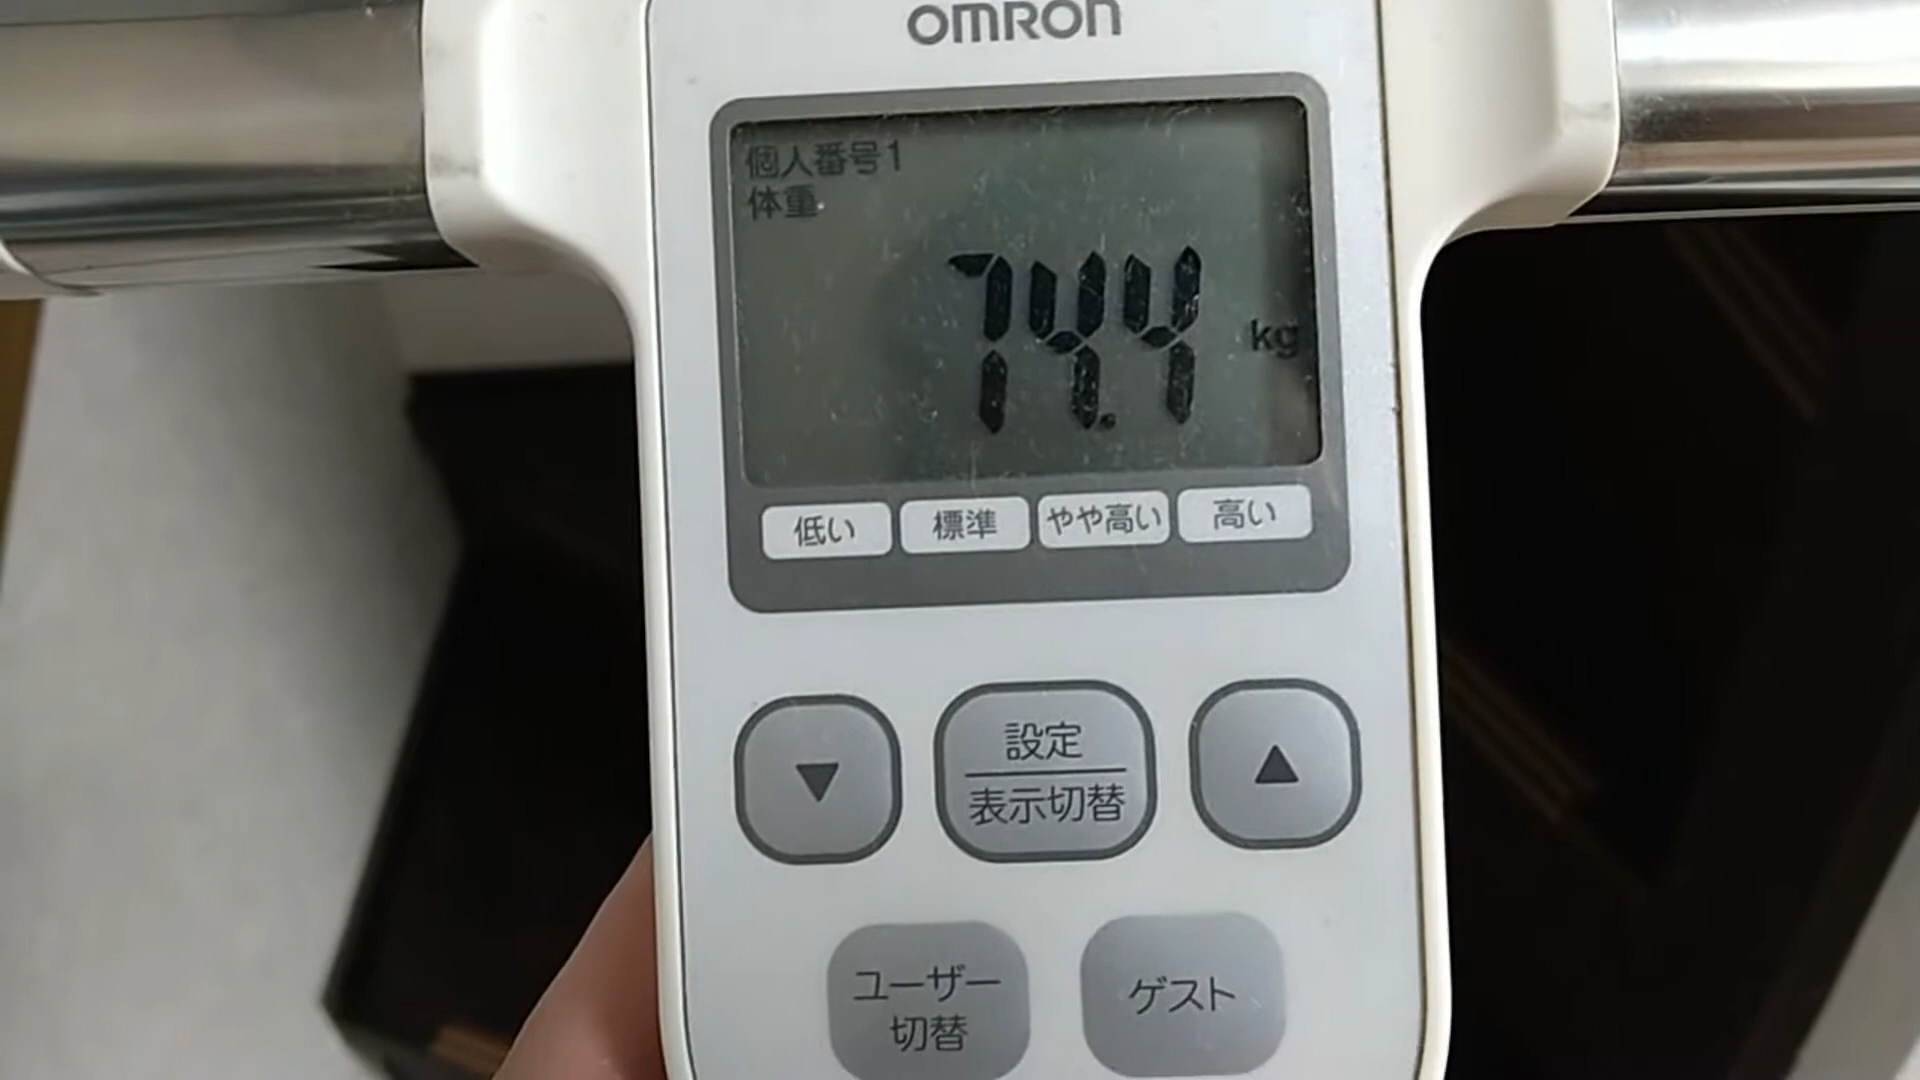 OMRON
個人番号1
体重
74.4 kg
低い 標準 やや高い 高い
▼ 設定 ▲
表示切替
ユーザー ゲスト
切替